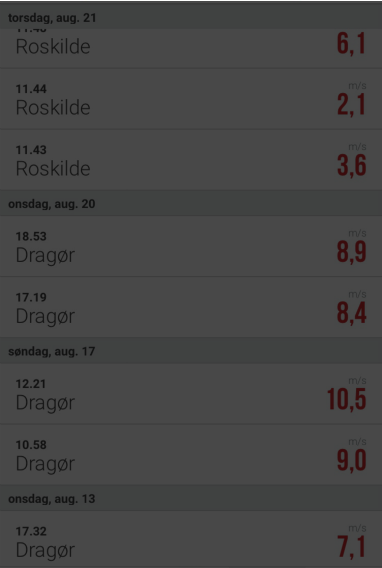 torsdag, aug. 21
Roskilde
6,1
11.44
m/s
Roskilde
2,1
11.43
m/s
Roskilde
3,6
onsdag, aug. 20
18.53
m/s
Dragør
8,9
17.19
m/s
Dragør
8,4
søndag, aug. 17
12.21
m/s
Dragør
10,5
10.58
m/s
Dragør
9,0
onsdag, aug. 13
17.32
m/s
Dragør
7,1